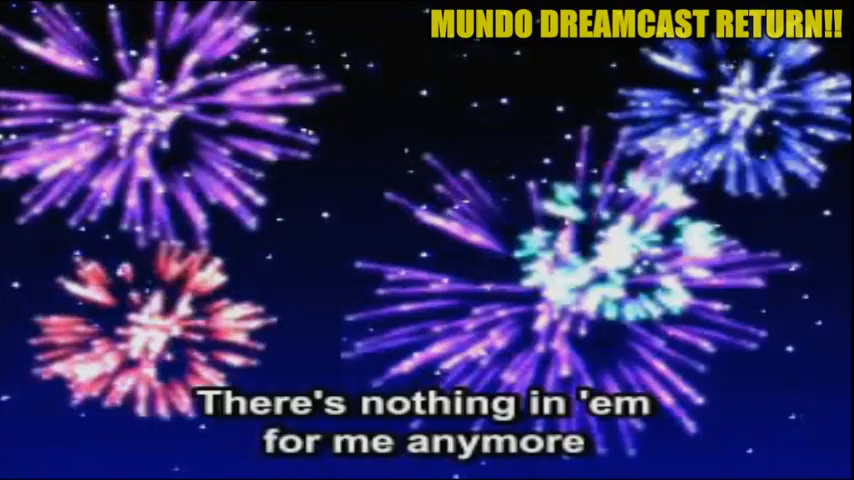 MUNDO DREAMCAST RETURN!!
There's nothing in 'em
for me anymore